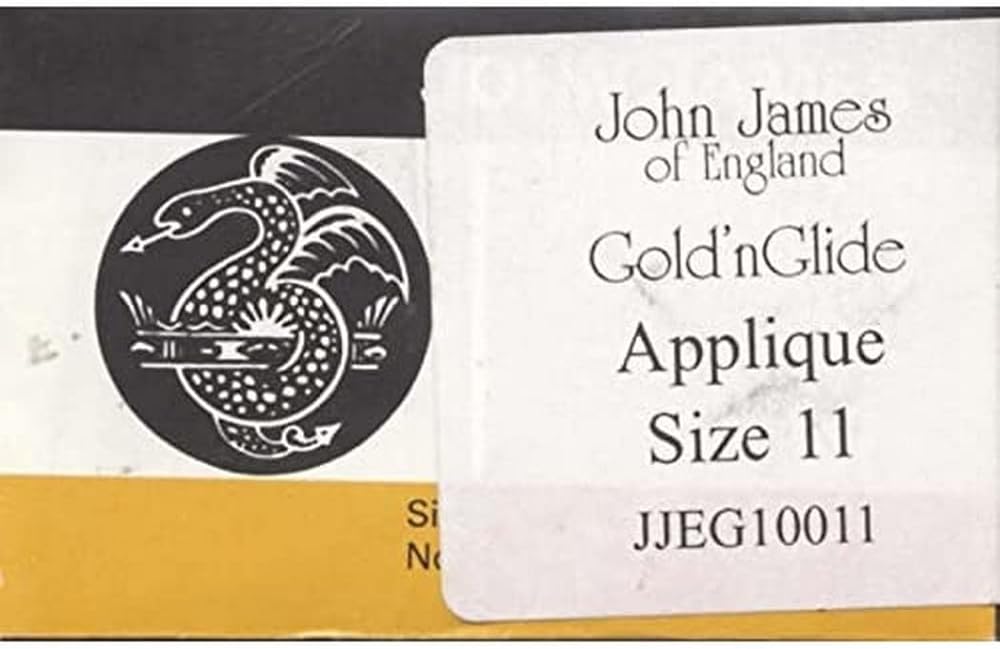 John James
of England
Gold'nGlide
Applique
Size 11
JJEG10011